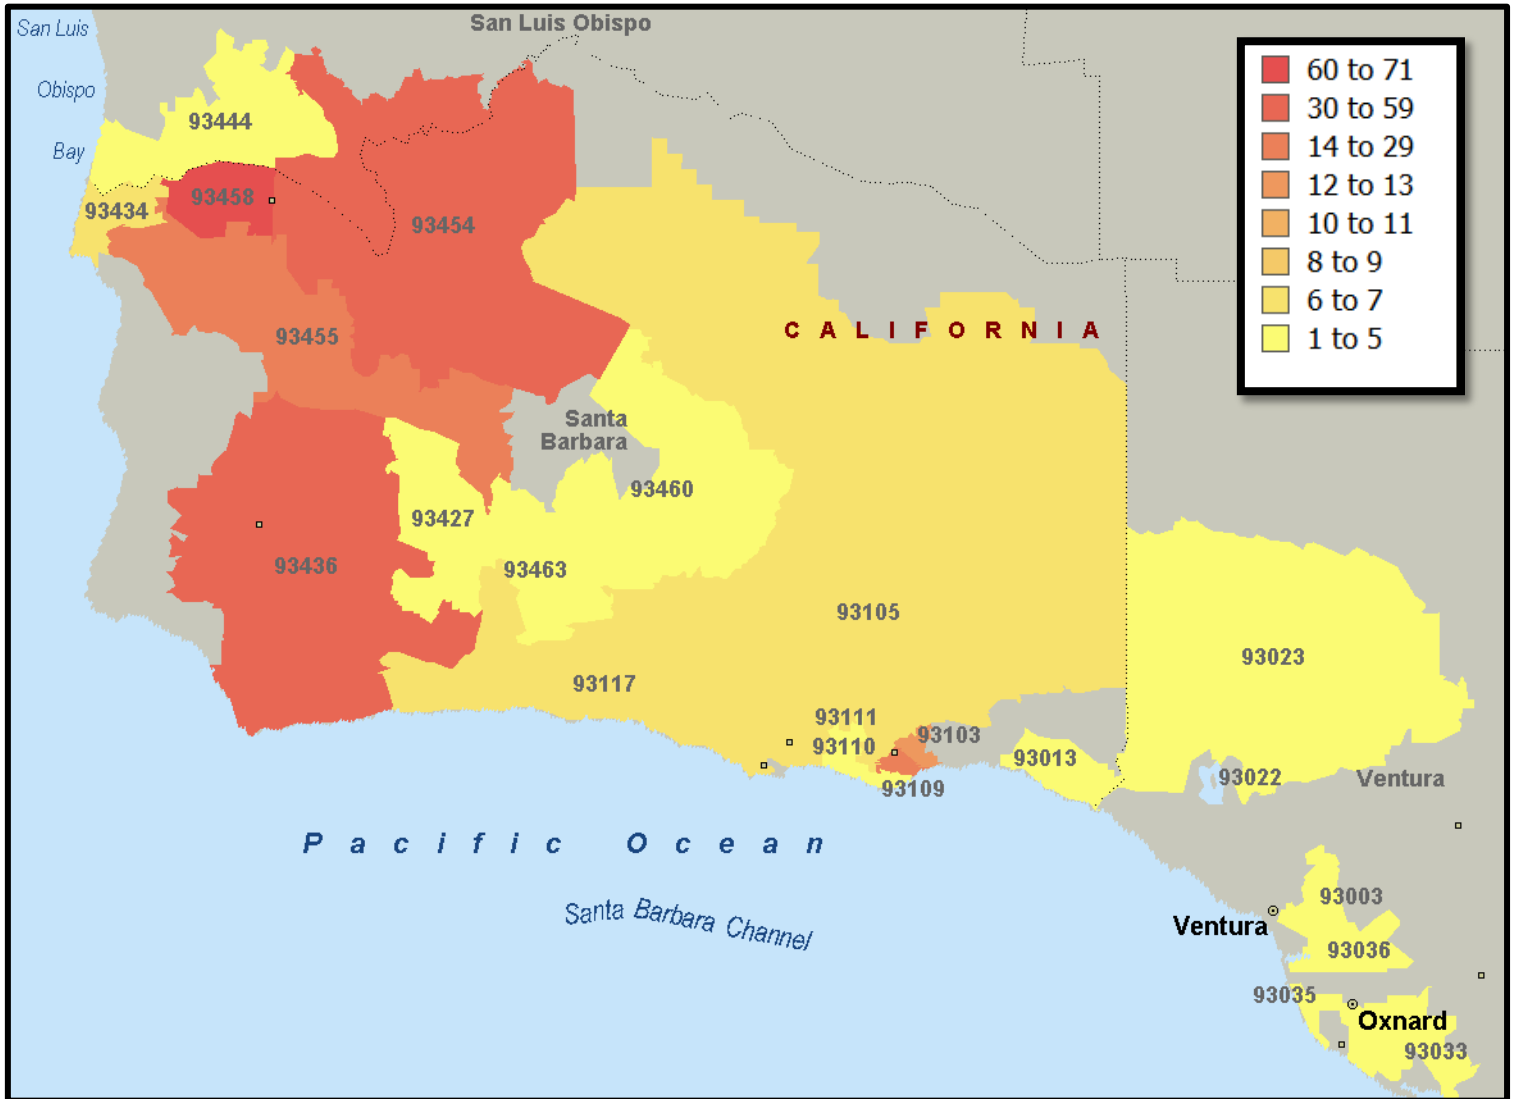 San Luis
Obispo
Bay
San Luis Obispo
60 to 71
30 to 59
14 to 29
12 to 13
10 to 11
8 to 9
6 to 7
1 to 5
93444
93458
93434
93454
93455
CALIFORNIA
Santa
Barbara
93460
93427
93463
93436
93105
93023
93117
93111
93103
93110
93013
93109
93022
Ventura
Pacific Ocean
Santa Barbara Channel
93003
Ventura
93036
93035
Oxnard
93033